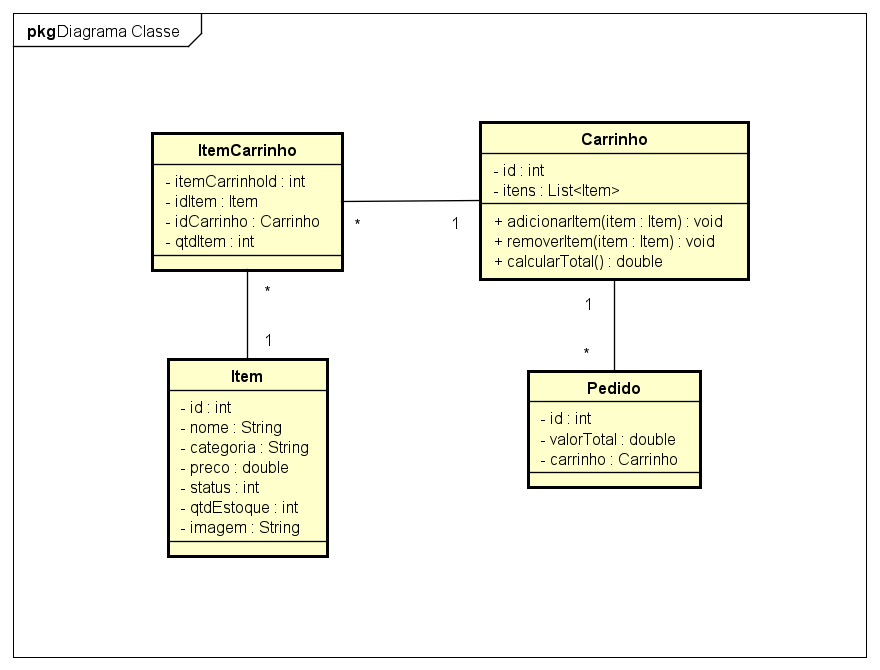 pkg Diagrama Classe
ItemCarrinho
- itemCarrinhoId : int
- idItem : Item
- idCarrinho : Carrinho
- qtdItem : int
Carrinho
- id : int
- itens : List<Item>
+ adicionarItem(item : Item) : void
+ removerItem(item : Item) : void
+ calcularTotal() : double
*
1
*
1
1
*
Item
- id : int
- nome : String
- categoria : String
- preco : double
- status : int
- qtdEstoque : int
- imagem : String
Pedido
- id : int
- valorTotal : double
- carrinho : Carrinho